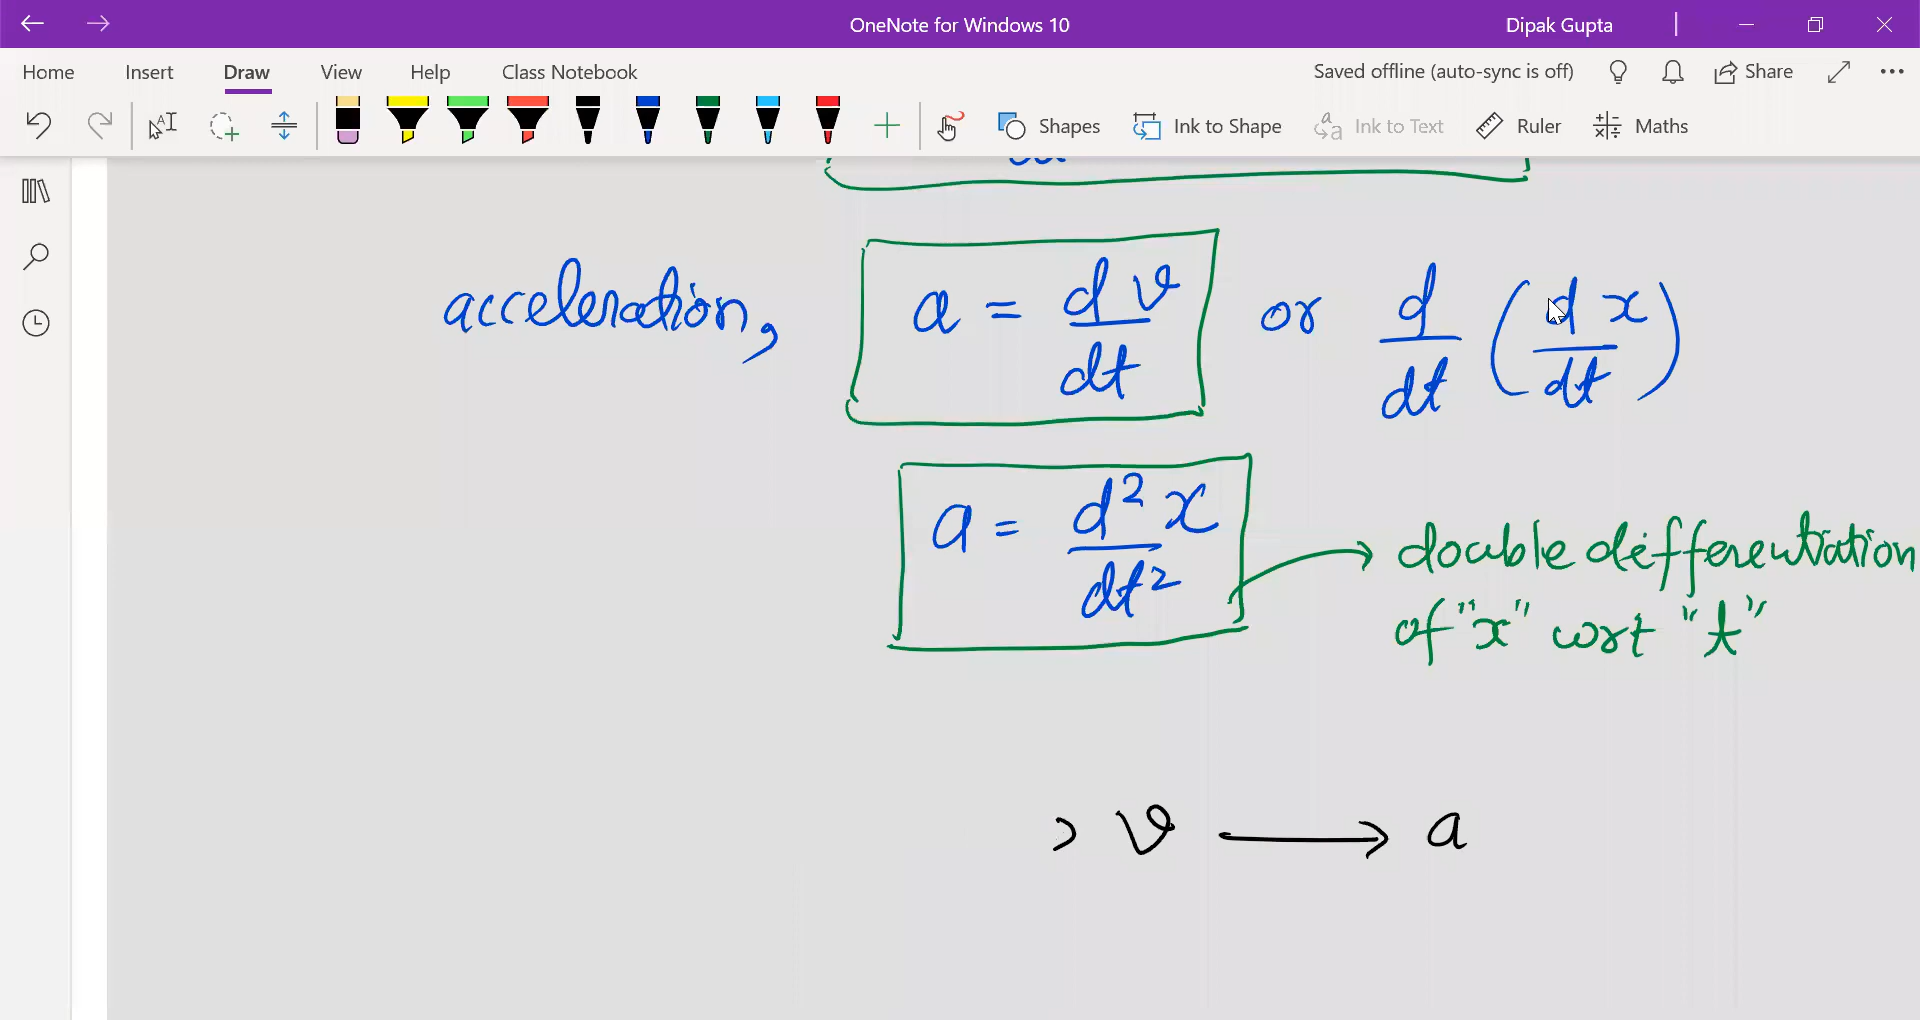 OneNote for Windows 10
Dipak Gupta
Home Insert Draw View Help Class Notebook
Saved offline (auto-sync is off) Share
Shapes Ink to Shape Ink to Text Ruler Maths
acceleration, a = dv/dt or d/dt (dx/dt)
a = d²x/dt²
double differentiation
of "x" wrt "t"
> v → a